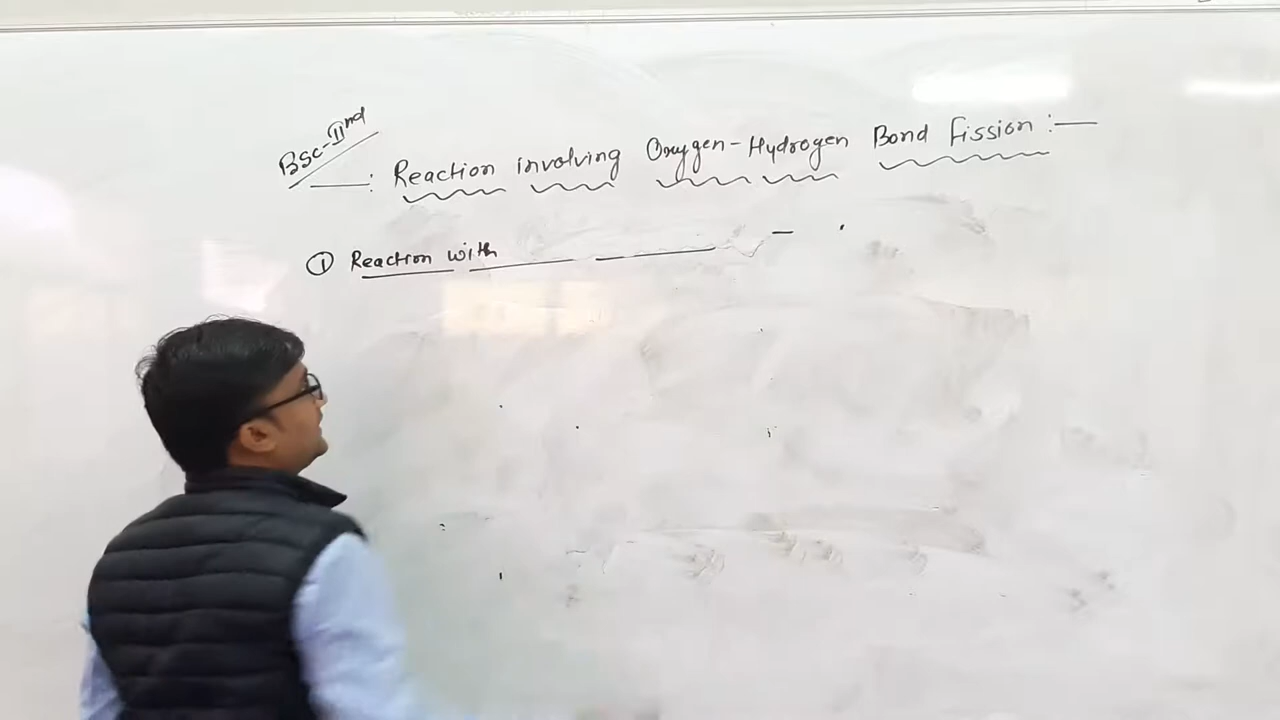 BSc-IInd
—: Reaction involving Oxygen-Hydrogen Bond Fission :—
① Reaction with